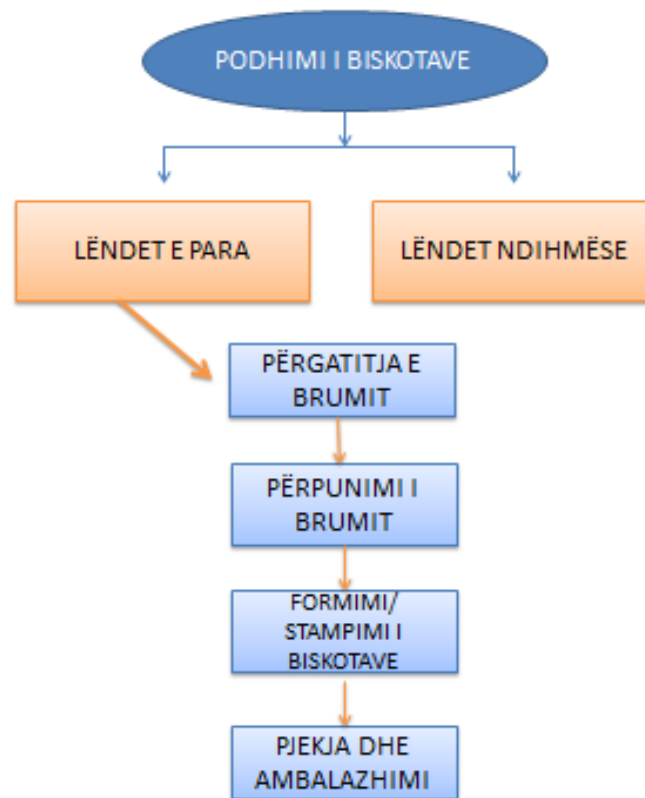 PODHIMI I BISKOTAVE
LËNDET E PARA
LËNDET NDIHMËSE
PËRGATITJA E
BRUMIT
PËRPUNIMI I
BRUMIT
FORMIMI/
STAMPIMI I
BISKOTAVE
PJEKJA DHE
AMBALAZHIMI